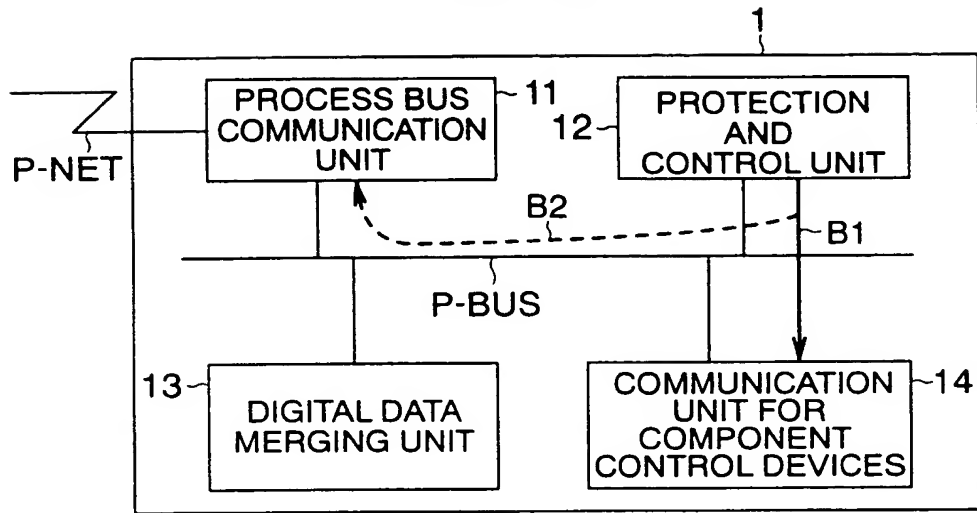 1
PROCESS BUS
COMMUNICATION
UNIT
11
12
PROTECTION
AND
CONTROL UNIT
P-NET
B2
B1
P-BUS
13
DIGITAL DATA
MERGING UNIT
COMMUNICATION
UNIT FOR
COMPONENT
CONTROL DEVICES
14